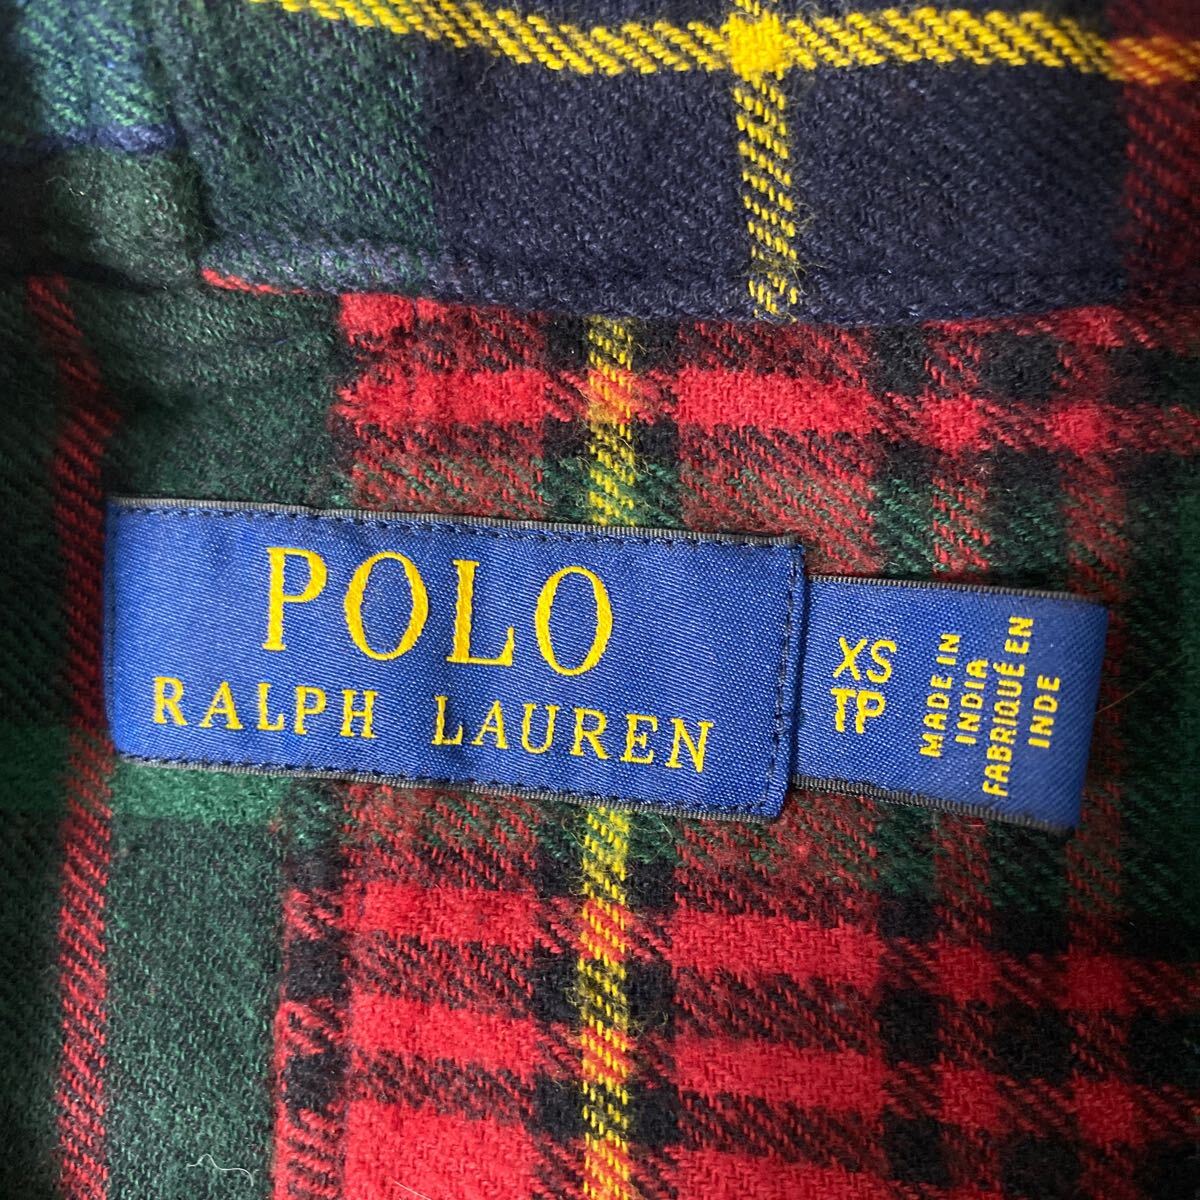 POLO
RALPH LAUREN
XS
TP
MADE IN
INDIA
FABRIQUÉ EN
INDE